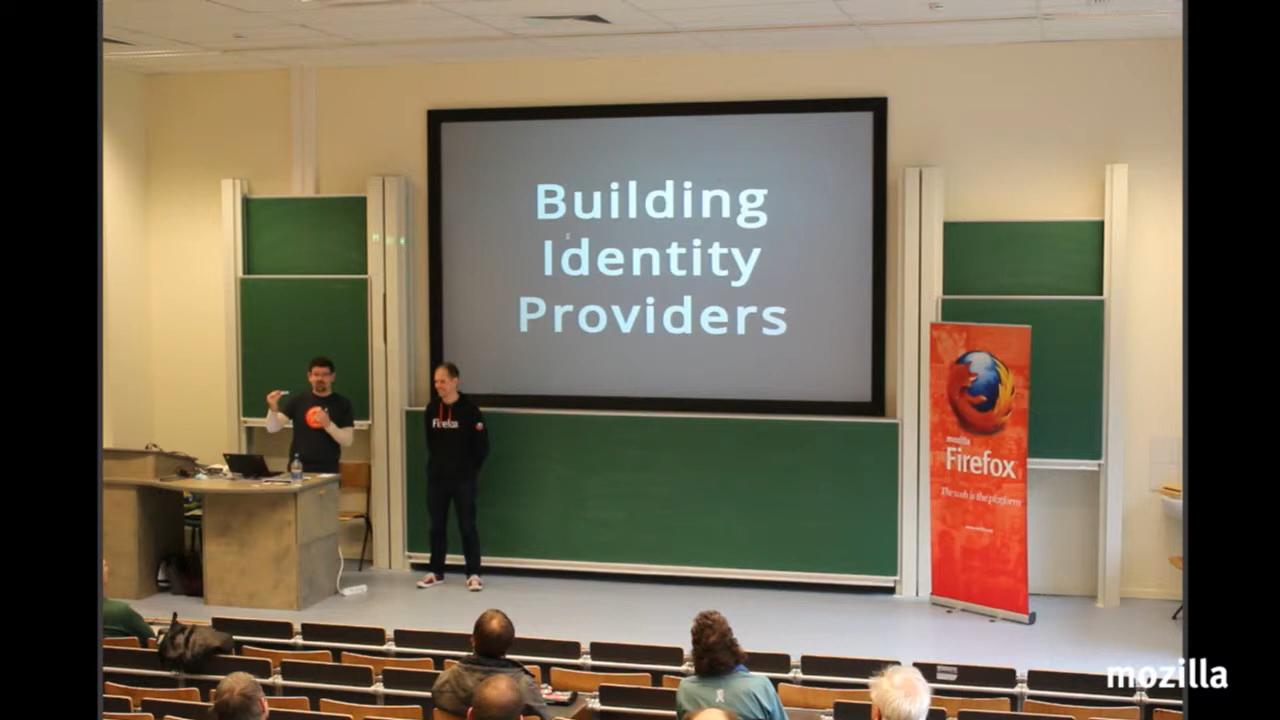 Building
Identity
Providers
Firefox
mozilla
Firefox
The web is the platform
mozilla